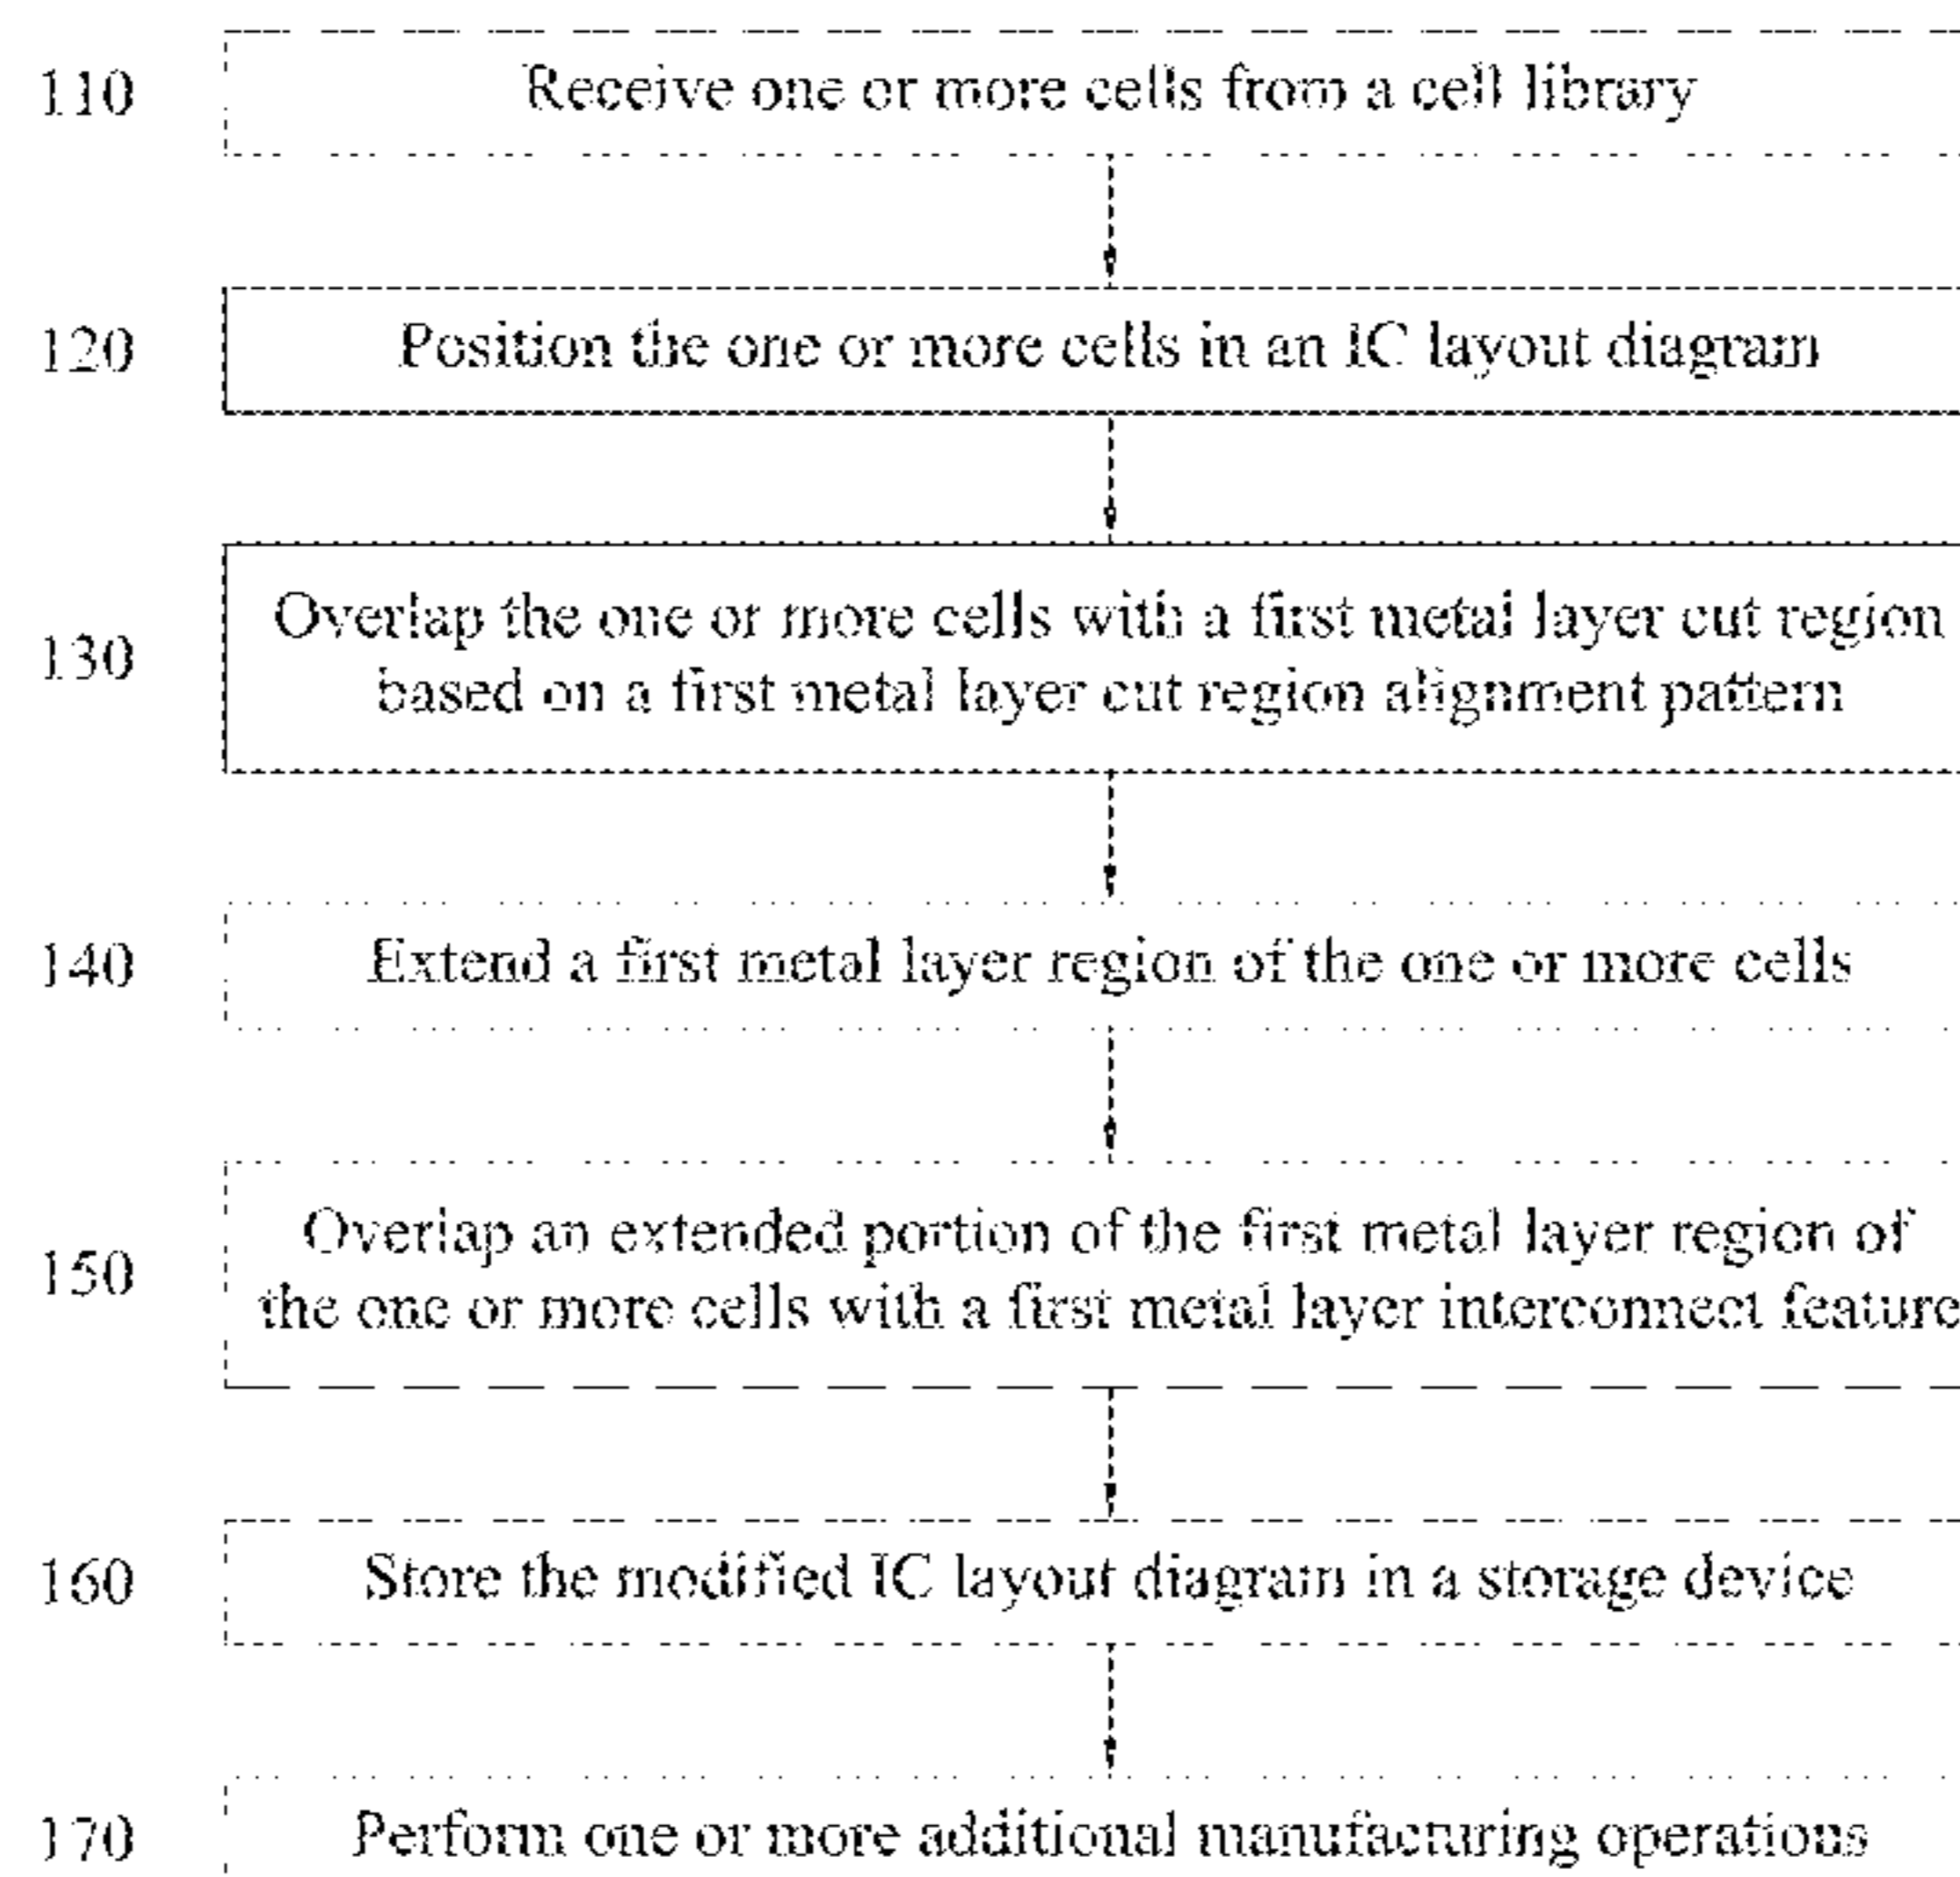 110
Receive one or more cells from a cell library
120
Position the one or more cells in an IC layout diagram
130
Overlap the one or more cells with a first metal layer cut region
based on a first metal layer cut region alignment pattern
140
Extend a first metal layer region of the one or more cells
150
Overlap an extended portion of the first metal layer region of
the one or more cells with a first metal layer interconnect feature
160
Store the modified IC layout diagram in a storage device
170
Perform one or more additional manufacturing operations